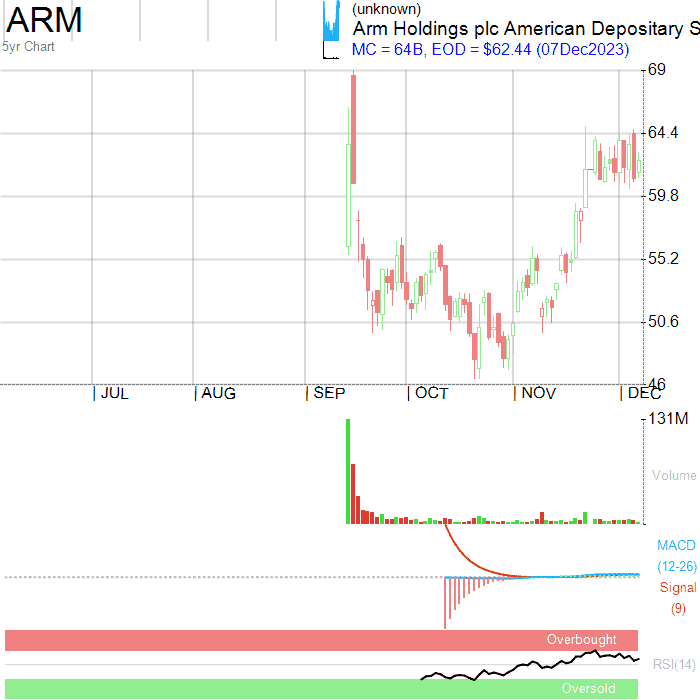 ARM
5yr Chart
(unknown)
Arm Holdings plc American Depositary S
MC = 64B, EOD = $62.44 (07Dec2023)
69
64.4
59.8
55.2
50.6
46
JUL
AUG
SEP
OCT
NOV
DEC
131M
Volume
MACD
(12-26)
Signal
(9)
Overbought
RSI(14)
Oversold